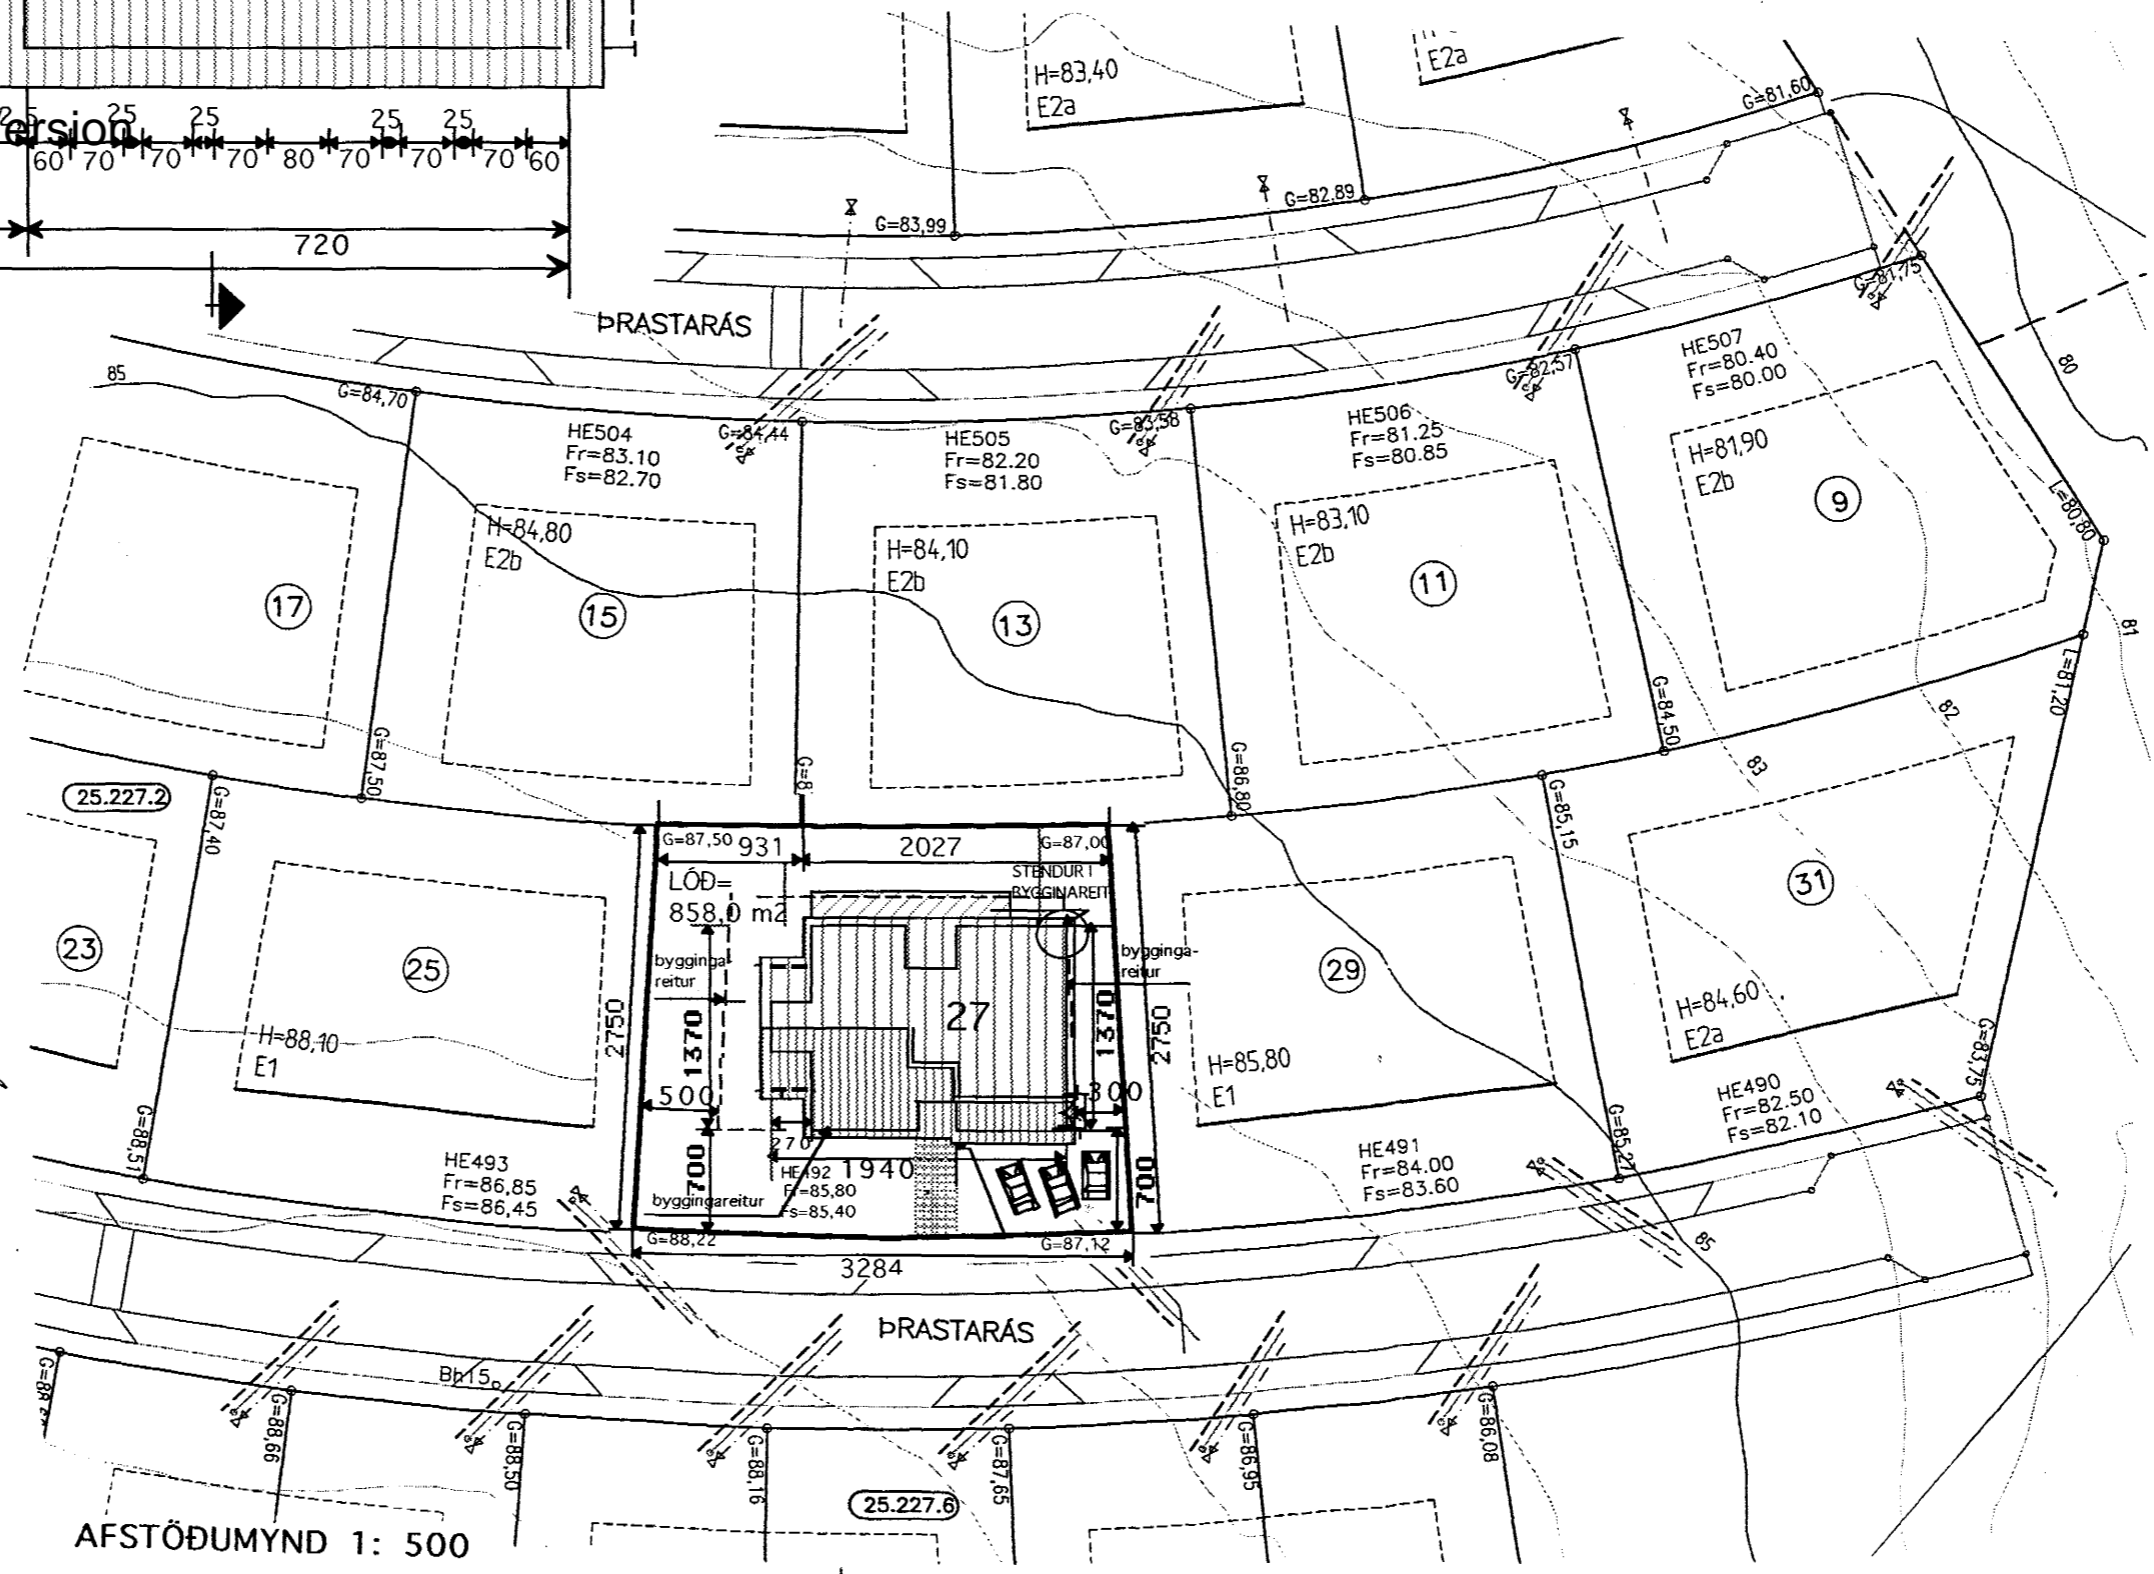 ersion
25
25
25
25
60
70
70
70
80
70
70
70
60
720
H=83,40
E2a
E2a
G=81,60
G=82,89
G=83,99
ÞRASTARÁS
G=81,75
85
G=84,70
G=84,44
G=83,58
G=82,57
80
HE504
Fr=83.10
Fs=82.70
HE505
Fr=82.20
Fs=81.80
HE506
Fr=81.25
Fs=80.85
HE507
Fr=80.40
Fs=80.00
H=84,80
E2b
H=84,10
E2b
H=83,10
E2b
H=81,90
E2b
L=80,80
17
15
13
11
9
81
L=81,20
82
83
G=87,50
G=86,80
G=84,50
25.227.2
G=87,40
G=85,15
G=87,50
931
2027
G=87,00
LÓÐ=
858,0 m2
STENDUR Í
BYGGINAREIT
23
25
27
29
31
bygginga-
reitur
bygginga-
reitur
2750
1370
1370
2750
H=88,10
E1
H=85,80
E1
H=84,60
E2a
500
300
G=83,75
270
1940
700
700
G=88,51
G=85,27
HE493
Fr=86,85
Fs=86,45
HE492
Fr=85,80
Fs=85,40
byggingareitur
HE491
Fr=84.00
Fs=83.60
HE490
Fr=82.50
Fs=82.10
G=88,22
G=87,12
3284
85
ÞRASTARÁS
Bh15
G=88,66
G=88,50
G=88,16
G=87,65
G=86,95
G=86,08
25.227.6
AFSTÖÐUMYND 1: 500